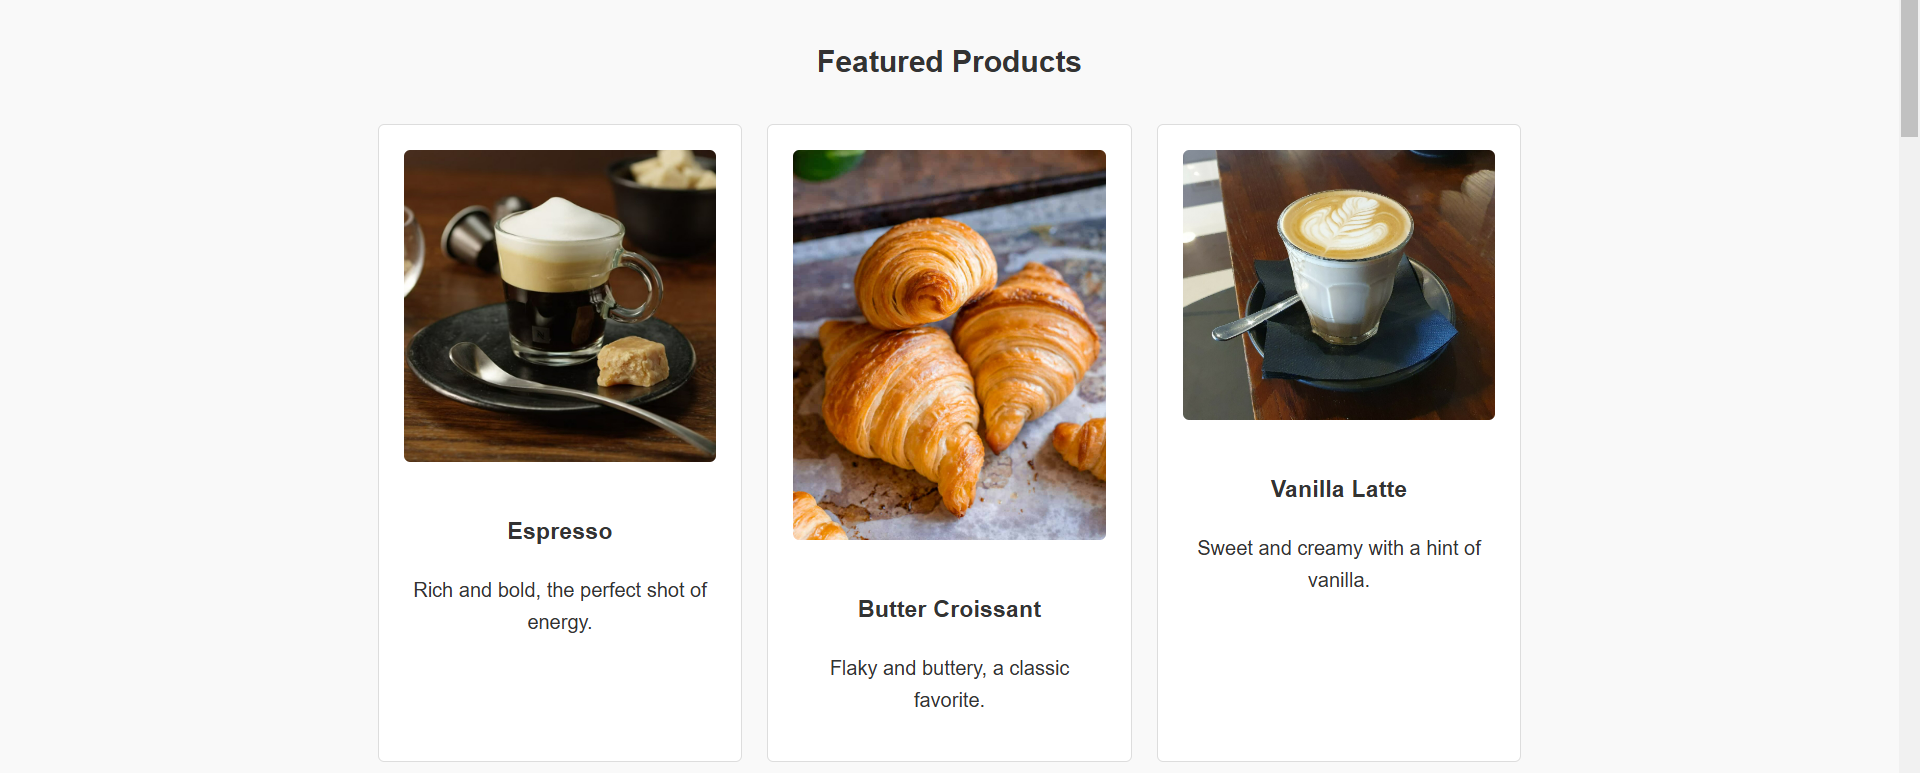 Featured Products
Espresso
Rich and bold, the perfect shot of
energy.
Butter Croissant
Flaky and buttery, a classic
favorite.
Vanilla Latte
Sweet and creamy with a hint of
vanilla.